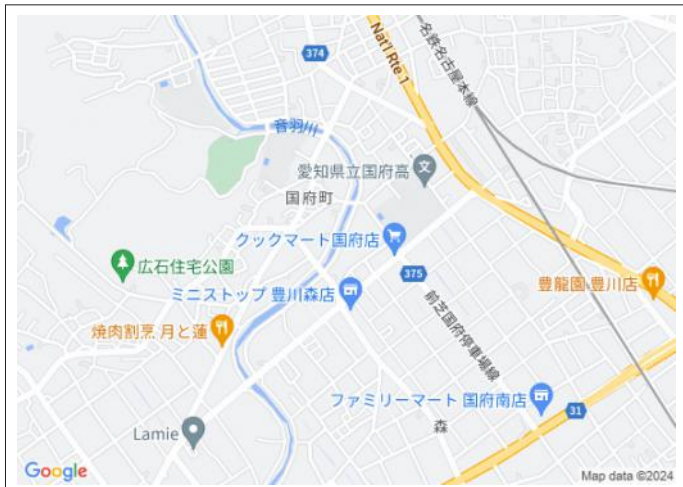 374
Nat'l Rte 1
名鉄名古屋本線
音羽川
愛知県立国府高
文
国府町
クックマート国府店
広石住宅公園
375
ミニストップ 豊川森店
豊龍園 豊川店
前芝国府停車場線
焼肉割烹 月と蓮
ファミリーマート 国府南店
31
森
Lamie
Google
Map data ©2024